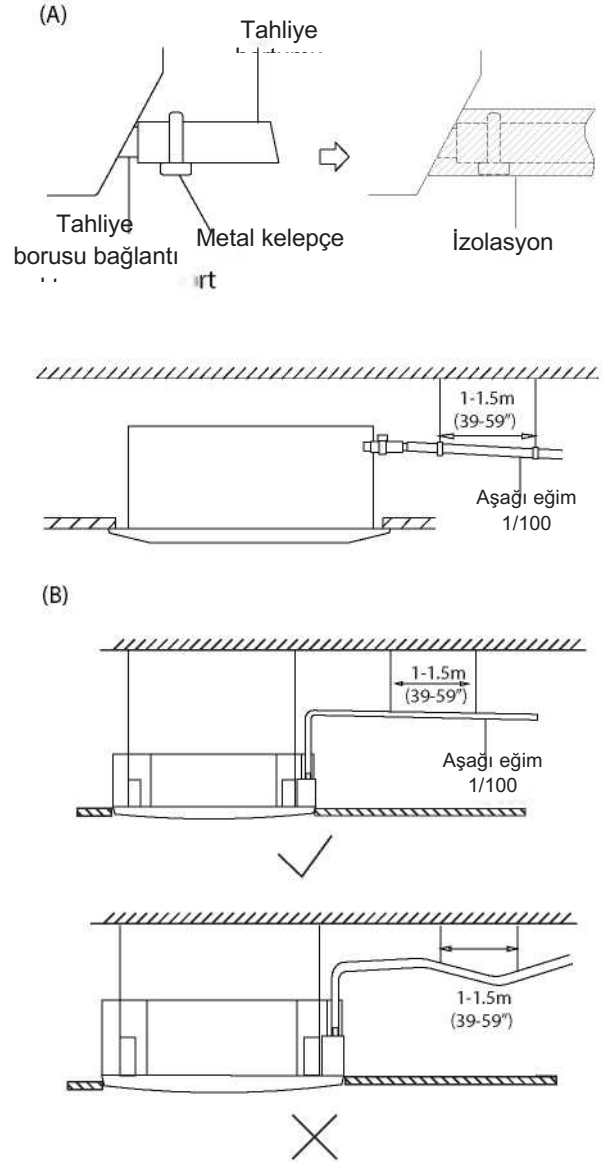 (A)
Tahliye
Tahliye
borusu bağlantı
Metal kelepçe
İzolasyon
1-1.5m
(39-59")
Aşağı eğim
1/100
(B)
1-1.5m
(39-59")
Aşağı eğim
1/100
1-1.5m
(39-59")